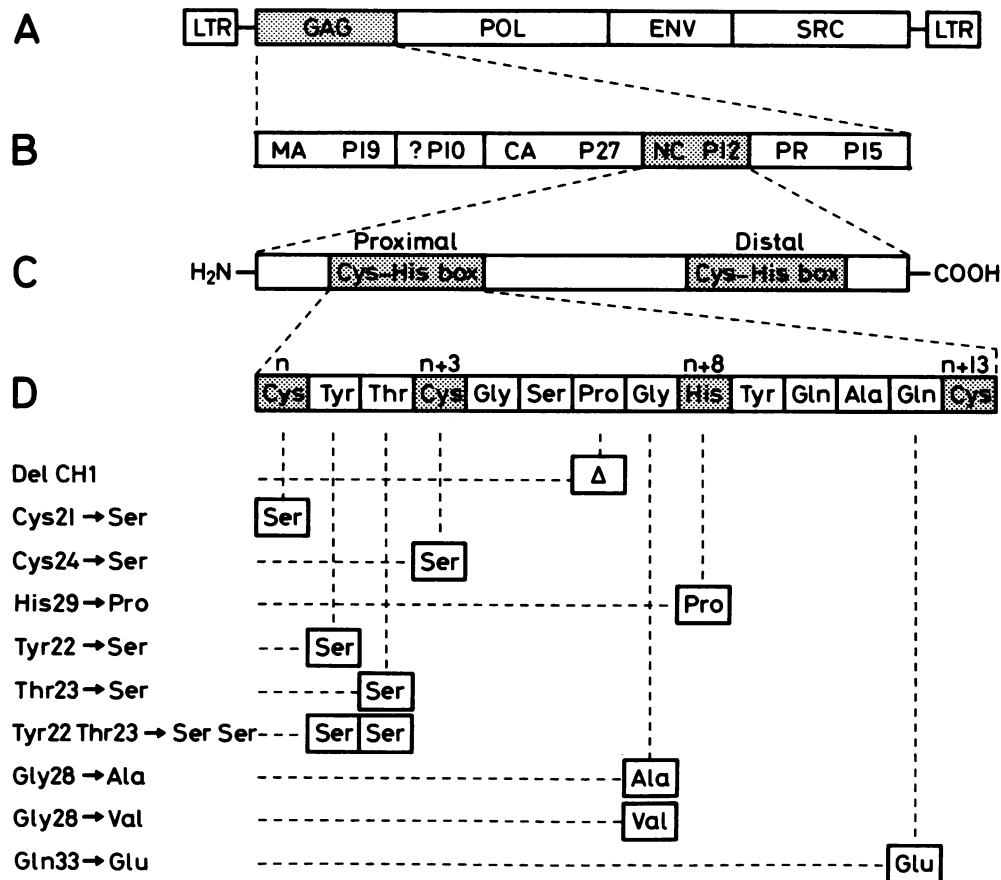 A LTR GAG POL ENV SRC LTR
B MA P19 ? P10 CA P27 NC P12 PR P15
Proximal Distal
C H₂N Cys–His box Cys–His box COOH
n n+3 n+8 n+13
D Cys Tyr Thr Cys Gly Ser Pro Gly His Tyr Gln Ala Gln Cys
Del CH1 Δ
Cys21→Ser Ser
Cys24→Ser Ser
His29→Pro Pro
Tyr22→Ser Ser
Thr23→Ser Ser
Tyr22 Thr23→ Ser Ser Ser Ser
Gly28→Ala Ala
Gly28→Val Val
Gln33→Glu Glu